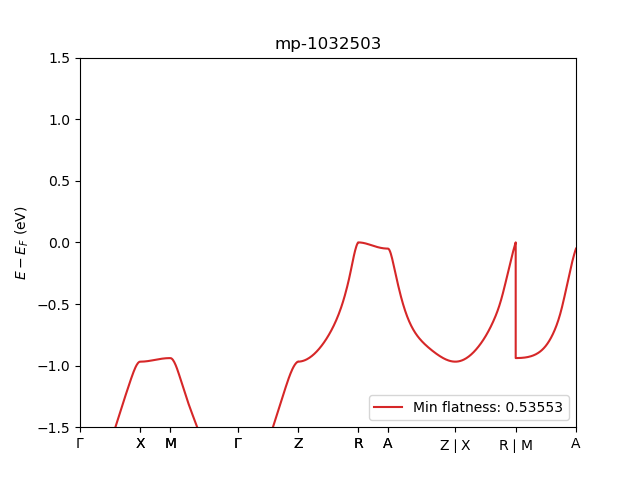 mp-1032503
1.5
1.0
0.5
0.0
−0.5
−1.0
−1.5
E − E_F (eV)
Min flatness: 0.53553
Γ X M Γ Z R A Z | X R | M A